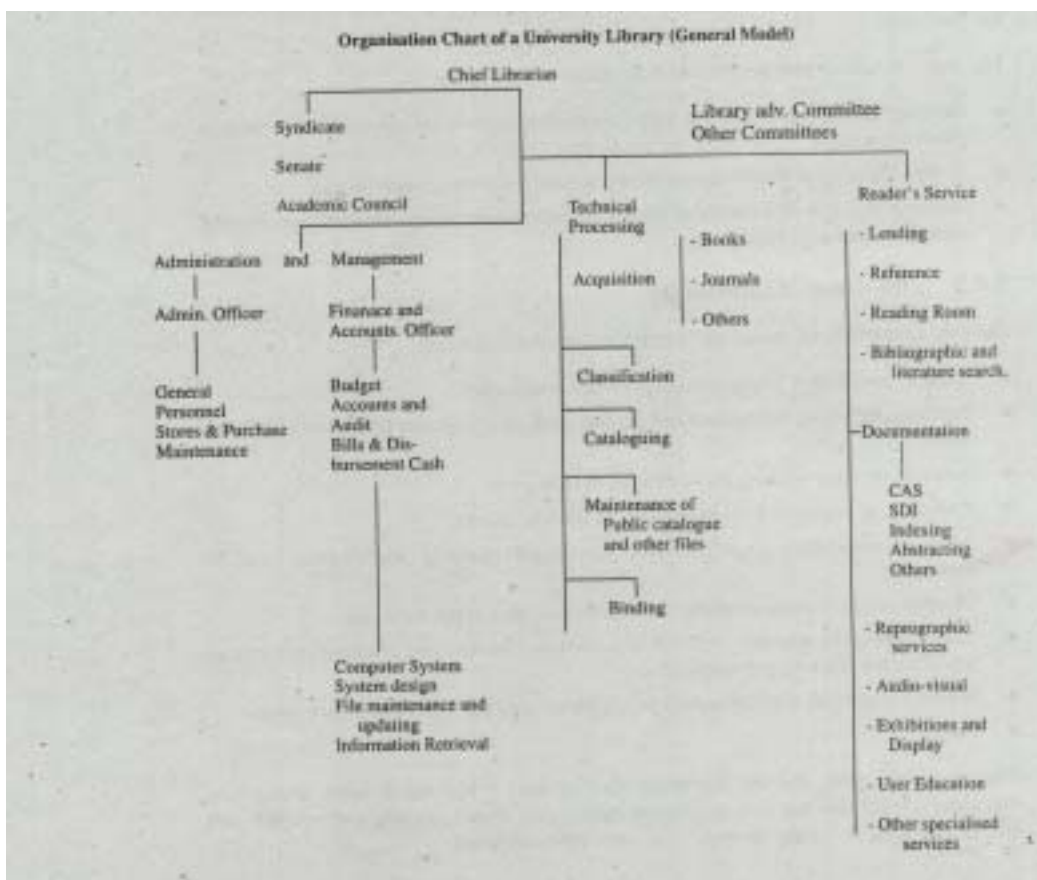 Organisation Chart of a University Library (General Model)
Chief Librarian
Library adv. Committee
Other Committees
Syndicate
Senate
Academic Council
Administration and Management
Admin. Officer
General
Personnel
Stores & Purchase
Maintenance
Finanace and
Accounts. Officer
Budget
Accounts and
Audit
Bills & Dis-
bursement Cash
Computer System
System design
File maintenance and
updating
Information Retrieval
Technical
Processing
Acquisition
- Books
- Journals
- Others
Classification
Cataloguing
Maintenance of
Public catalogue
and other files
Binding
Reader's Service
- Lending
- Reference
- Reading Room
- Bibliographic and
literature search.
Documentation
CAS
SDI
Indexing
Abstracting
Others
- Reprographic
services
- Audio-visual
- Exhibitions and
Display
- User Education
- Other specialised
services